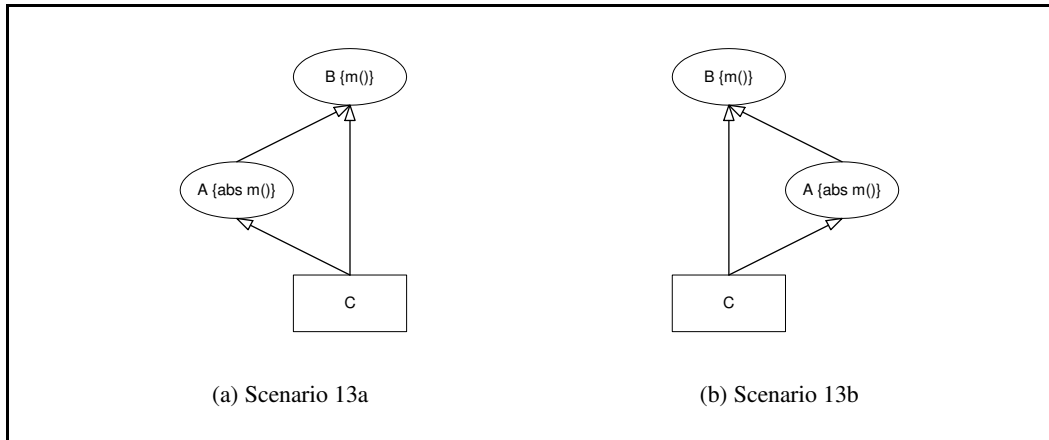 B {m()}
B {m()}
A {abs m()}
A {abs m()}
C
C
(a) Scenario 13a
(b) Scenario 13b